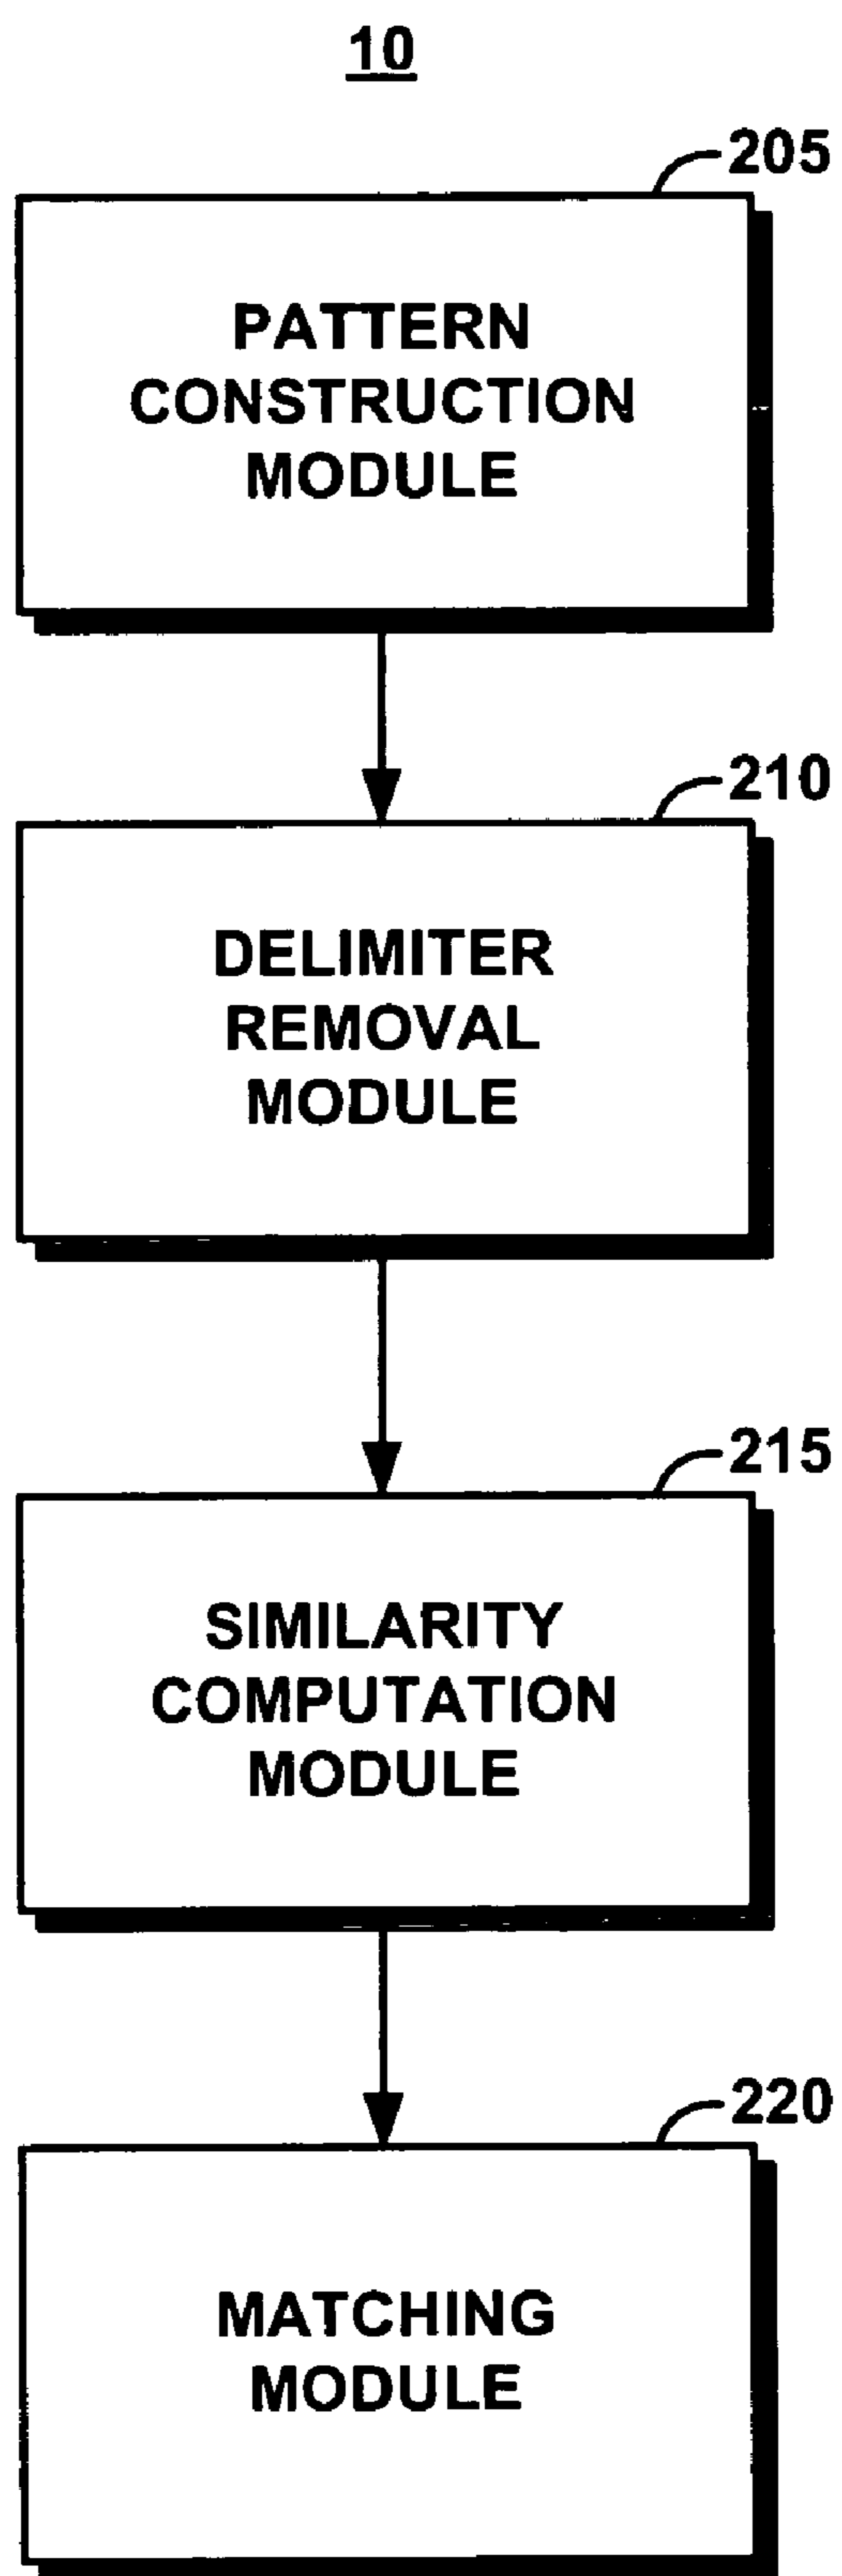 10
205
PATTERN
CONSTRUCTION
MODULE
210
DELIMITER
REMOVAL
MODULE
215
SIMILARITY
COMPUTATION
MODULE
220
MATCHING
MODULE